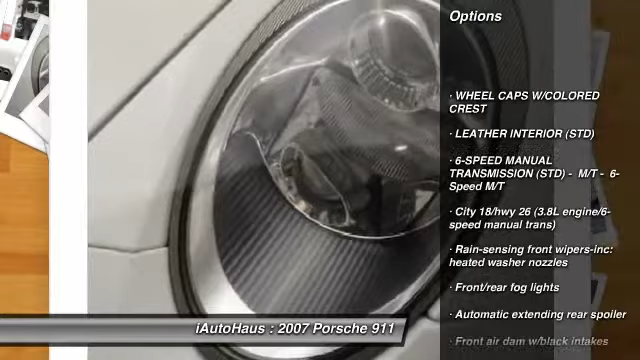 Options
· WHEEL CAPS W/COLORED
CREST
· LEATHER INTERIOR (STD)
· 6-SPEED MANUAL
TRANSMISSION (STD) - M/T - 6-
Speed M/T
· City 18/hwy 26 (3.8L engine/6-
speed manual trans)
· Rain-sensing front wipers-inc:
heated washer nozzles
· Front/rear fog lights
· Automatic extending rear spoiler
· Front air dam w/black intakes
iAutoHaus : 2007 Porsche 911